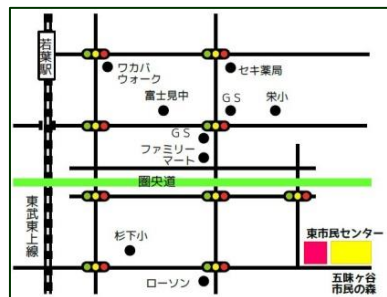 若葉駅
ワカバ
ウォーク
セキ薬局
富士見中
GS
栄小
GS
ファミリー
マート
圏央道
東武東上線
杉下小
東市民センター
五味ヶ谷
市民の森
ローソン